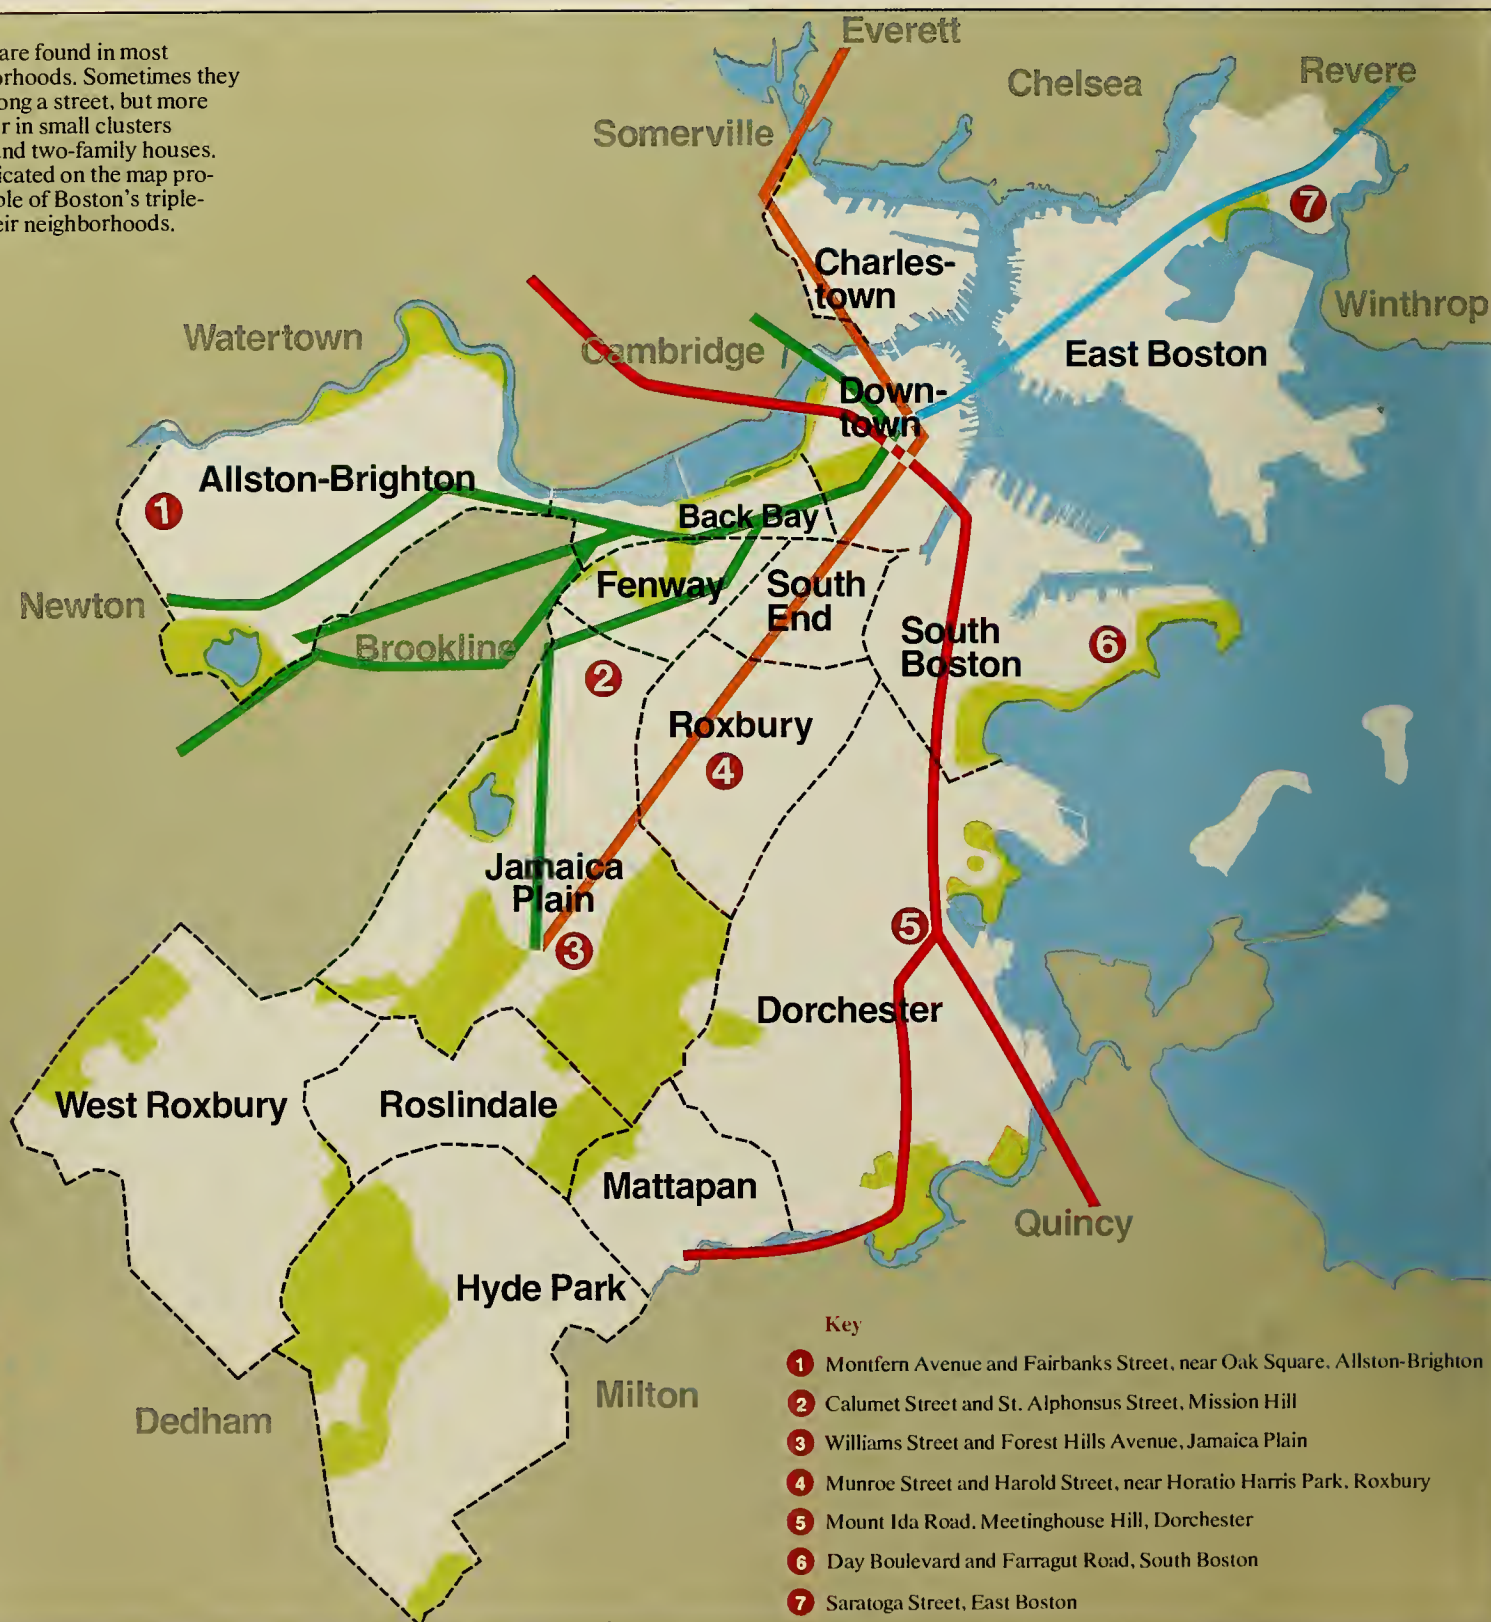 are found in most
orhoods. Sometimes they
ong a street, but more
r in small clusters
nd two-family houses.
icated on the map pro-
ple of Boston's triple-
eir neighborhoods.
Everett
Chelsea
Revere
Somerville
7
Charles-
town
Winthrop
Watertown
Cambridge
East Boston
Down-
town
Allston-Brighton
1
Back Bay
Fenway
South
End
Newton
Brookline
South
Boston
6
2
Roxbury
4
Jamaica
Plain
3
5
Dorchester
West Roxbury
Roslindale
Mattapan
Quincy
Hyde Park
Milton
Dedham
Key
1 Montfern Avenue and Fairbanks Street, near Oak Square, Allston-Brighton
2 Calumet Street and St. Alphonsus Street, Mission Hill
3 Williams Street and Forest Hills Avenue, Jamaica Plain
4 Munroe Street and Harold Street, near Horatio Harris Park, Roxbury
5 Mount Ida Road, Meetinghouse Hill, Dorchester
6 Day Boulevard and Farragut Road, South Boston
7 Saratoga Street, East Boston